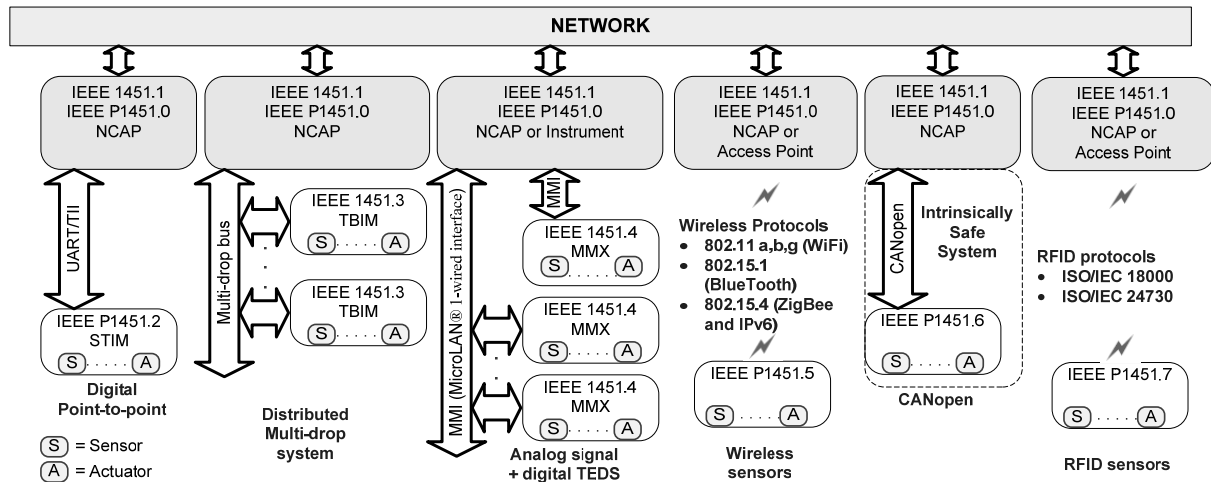 NETWORK
IEEE 1451.1
IEEE P1451.0
NCAP
IEEE 1451.1
IEEE P1451.0
NCAP
IEEE 1451.1
IEEE P1451.0
NCAP or Instrument
IEEE 1451.1
IEEE P1451.0
NCAP or
Access Point
IEEE 1451.1
IEEE P1451.0
NCAP
IEEE 1451.1
IEEE P1451.0
NCAP or
Access Point
UART/TII
IEEE P1451.2
STIM
S . . . . . A
Digital
Point-to-point
S = Sensor
A = Actuator
Multi-drop bus
IEEE 1451.3
TBIM
S . . . . . A
IEEE 1451.3
TBIM
S . . . . . A
Distributed
Multi-drop
system
MMI (MicroLAN® 1-wired interface)
MMI
IEEE 1451.4
MMX
S . . . . . A
IEEE 1451.4
MMX
S . . . . . A
IEEE 1451.4
MMX
S . . . . . A
Analog signal
+ digital TEDS
Wireless Protocols
• 802.11 a,b,g (WiFi)
• 802.15.1
(BlueTooth)
• 802.15.4 (ZigBee
and IPv6)
IEEE P1451.5
S . . . . . A
Wireless
sensors
CANopen
Intrinsically
Safe
System
IEEE P1451.6
S . . . . . A
CANopen
RFID protocols
• ISO/IEC 18000
• ISO/IEC 24730
IEEE P1451.7
S . . . . . A
RFID sensors